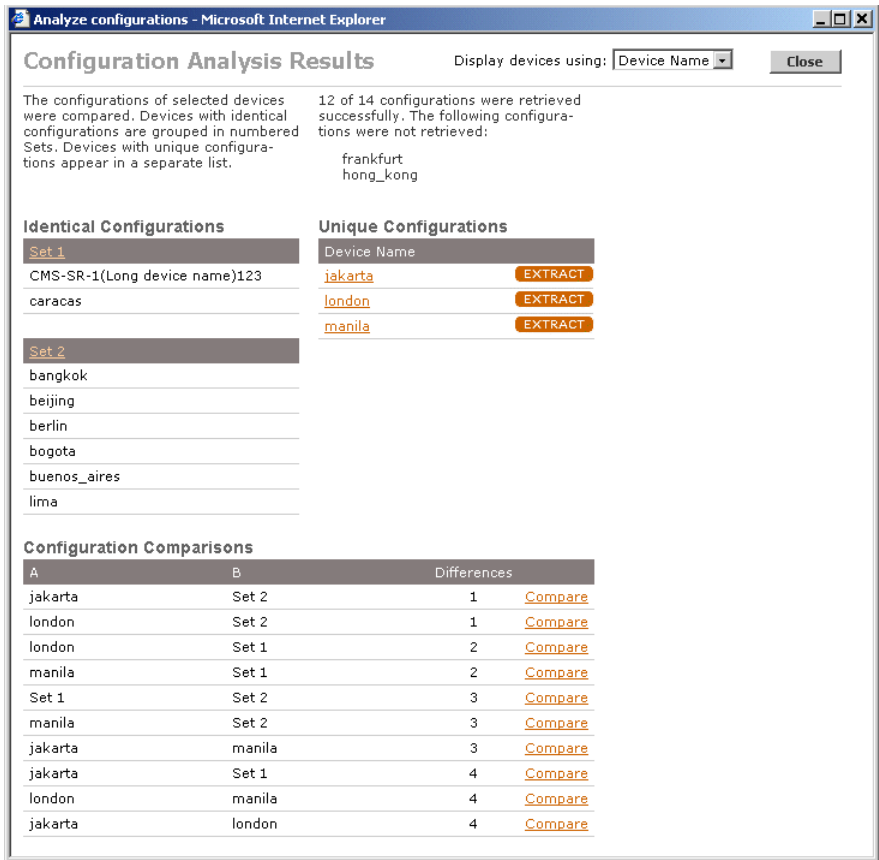 Analyze configurations - Microsoft Internet Explorer
Configuration Analysis Results
Display devices using: Device Name
Close
The configurations of selected devices
were compared. Devices with identical
configurations are grouped in numbered
Sets. Devices with unique configura-
tions appear in a separate list.
12 of 14 configurations were retrieved
successfully. The following configura-
tions were not retrieved:
frankfurt
hong_kong
Identical Configurations
Set 1
CMS-SR-1(Long device name)123
caracas
Set 2
bangkok
beijing
berlin
bogota
buenos_aires
lima
Unique Configurations
Device Name
jakarta EXTRACT
london EXTRACT
manila EXTRACT
Configuration Comparisons
A B Differences
jakarta Set 2 1 Compare
london Set 2 1 Compare
london Set 1 2 Compare
manila Set 1 2 Compare
Set 1 Set 2 3 Compare
manila Set 2 3 Compare
jakarta manila 3 Compare
jakarta Set 1 4 Compare
london manila 4 Compare
jakarta london 4 Compare